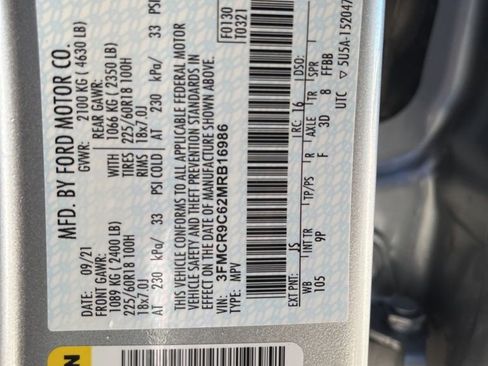 MFD. BY FORD MOTOR CO.
DATE: 09/21 GVWR: 2100 KG ( 4630 LB)
FRONT GAWR: REAR GAWR:
1089 KG ( 2400 LB) 1066 KG ( 2350 LB)
225/60R18 100H TIRES 225/60R18 100H
18x7.0J RIMS 18x7.0J
AT 230 kPa/ 33 PSI COLD AT 230 kPa/ 33 PSI
THIS VEHICLE CONFORMS TO ALL APPLICABLE FEDERAL MOTOR
VEHICLE SAFETY AND THEFT PREVENTION STANDARDS IN
EFFECT ON THE DATE OF MANUFACTURE SHOWN ABOVE.
VIN: 3FMCR9C62MRB16986
TYPE: MPV
F0130
T0321
EXT PNT: JS RC: 16 DSO:
WB INT TR TP/PS R AXLE TR SPR
105 9P F 3D 8 FFBB
UTC ▽ 5U5A-15204
N